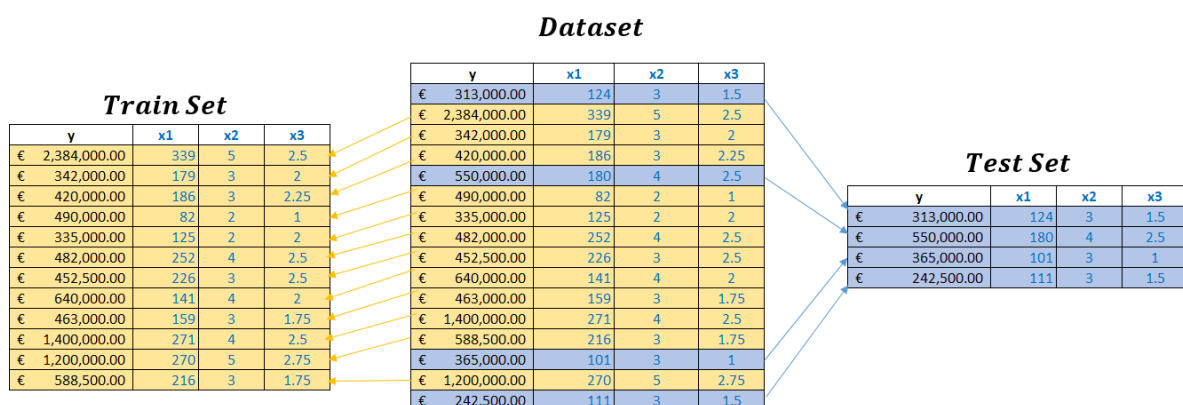 Dataset
y x1 x2 x3
€ 313,000.00 124 3 1.5
€ 2,384,000.00 339 5 2.5
€ 342,000.00 179 3 2
€ 420,000.00 186 3 2.25
€ 550,000.00 180 4 2.5
€ 490,000.00 82 2 1
€ 335,000.00 125 2 2
€ 482,000.00 252 4 2.5
€ 452,500.00 226 3 2.5
€ 640,000.00 141 4 2
€ 463,000.00 159 3 1.75
€ 1,400,000.00 271 4 2.5
€ 588,500.00 216 3 1.75
€ 365,000.00 101 3 1
€ 1,200,000.00 270 5 2.75
€ 242,500.00 111 3 1.5
Train Set
y x1 x2 x3
€ 2,384,000.00 339 5 2.5
€ 342,000.00 179 3 2
€ 420,000.00 186 3 2.25
€ 490,000.00 82 2 1
€ 335,000.00 125 2 2
€ 482,000.00 252 4 2.5
€ 452,500.00 226 3 2.5
€ 640,000.00 141 4 2
€ 463,000.00 159 3 1.75
€ 1,400,000.00 271 4 2.5
€ 1,200,000.00 270 5 2.75
€ 588,500.00 216 3 1.75
Test Set
y x1 x2 x3
€ 313,000.00 124 3 1.5
€ 550,000.00 180 4 2.5
€ 365,000.00 101 3 1
€ 242,500.00 111 3 1.5